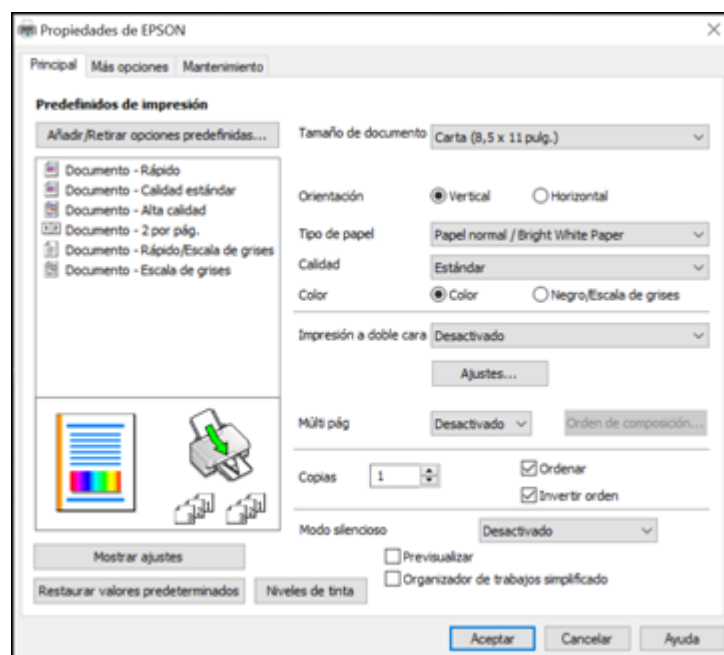 Propiedades de EPSON
Principal Más opciones Mantenimiento
Predefinidos de impresión
Añadir/Retirar opciones predefinidas...
Documento - Rápido
Documento - Calidad estándar
Documento - Alta calidad
Documento - 2 por pág.
Documento - Rápido/Escala de grises
Documento - Escala de grises
Mostrar ajustes
Restaurar valores predeterminados Niveles de tinta
Tamaño de documento Carta (8,5 x 11 pulg.)
Orientación Vertical Horizontal
Tipo de papel Papel normal / Bright White Paper
Calidad Estándar
Color Color Negro/Escala de grises
Impresión a doble cara Desactivado
Ajustes...
Múlti pág Desactivado Orden de composición...
Copias 1 Ordenar
Invertir orden
Modo silencioso Desactivado
Previsualizar
Organizador de trabajos simplificado
Aceptar Cancelar Ayuda